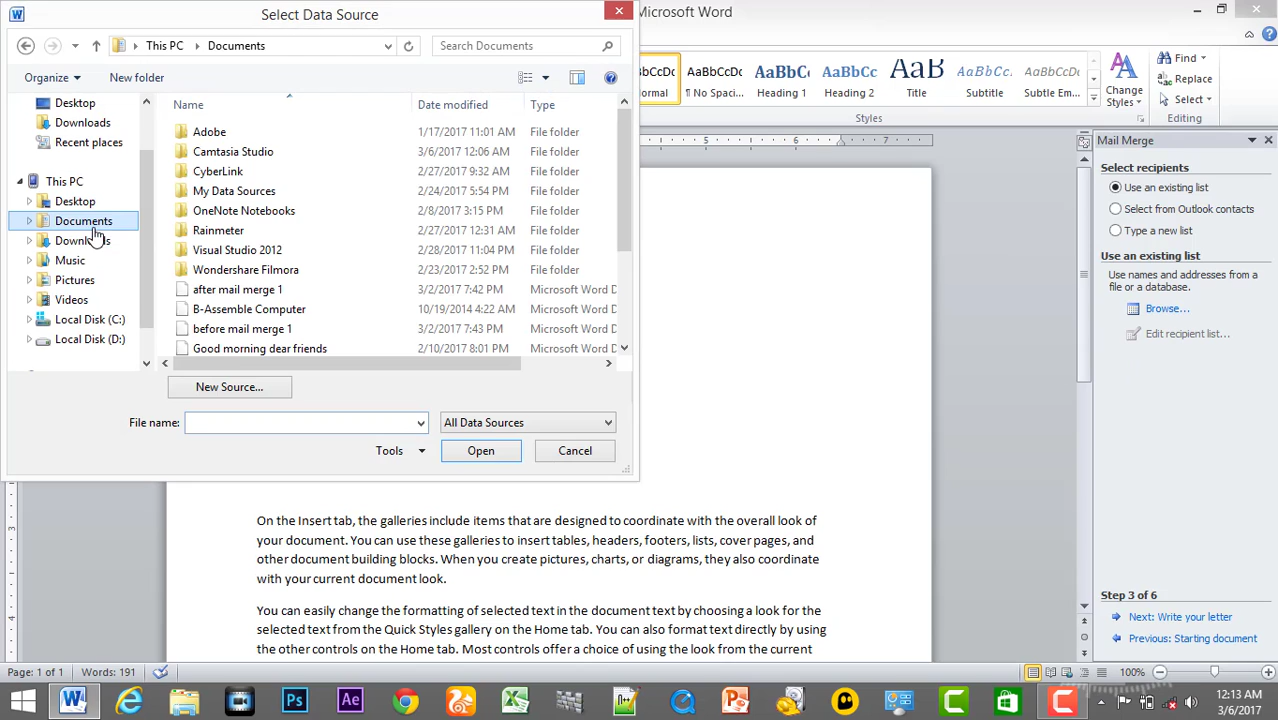 Select Data Source
Microsoft Word
This PC
Documents
Search Documents
Organize
New folder
Desktop
Downloads
Recent places
This PC
Desktop
Documents
Music
Pictures
Videos
Local Disk (C:)
Local Disk (D:)
Name Date modified Type
Adobe 1/17/2017 11:01 AM File folder
Camtasia Studio 3/6/2017 12:06 AM File folder
CyberLink 2/27/2017 9:32 AM File folder
My Data Sources 2/24/2017 5:54 PM File folder
OneNote Notebooks 2/8/2017 3:15 PM File folder
Rainmeter 2/27/2017 12:31 AM File folder
Visual Studio 2012 2/28/2017 11:04 PM File folder
Wondershare Filmora 2/23/2017 2:52 PM File folder
after mail merge 1 3/2/2017 7:42 PM Microsoft Word D
B-Assemble Computer 10/19/2014 4:22 AM Microsoft Word D
before mail merge 1 3/2/2017 7:43 PM Microsoft Word D
Good morning dear friends 2/10/2017 8:01 PM Microsoft Word D
New Source...
File name:
All Data Sources
Tools
Open
Cancel
AaBbCc AaB AaBbCcDc AaBbCcDc
No Spaci... Heading 1 Heading 2 Title Subtitle Subtle Em...
Change
Styles
Styles
Find
Replace
Select
Editing
5 6 7
Mail Merge
Select recipients
Use an existing list
Select from Outlook contacts
Type a new list
Use an existing list
Use names and addresses from a
file or a database.
Browse...
Edit recipient list...
Step 3 of 6
Next: Write your letter
Previous: Starting document
On the Insert tab, the galleries include items that are designed to coordinate with the overall look of
your document. You can use these galleries to insert tables, headers, footers, lists, cover pages, and
other document building blocks. When you create pictures, charts, or diagrams, they also coordinate
with your current document look.
You can easily change the formatting of selected text in the document text by choosing a look for the
selected text from the Quick Styles gallery on the Home tab. You can also format text directly by using
the other controls on the Home tab. Most controls offer a choice of using the look from the current
Page: 1 of 1
Words: 191
100%
12:13 AM
3/6/2017